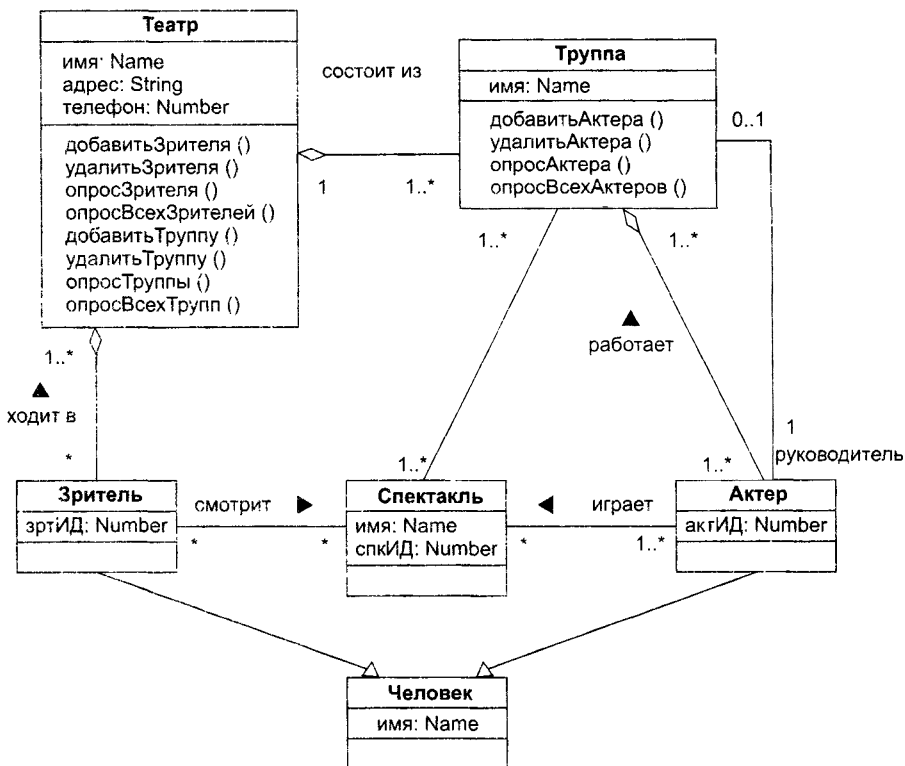 Театр
имя: Name
адрес: String
телефон: Number
добавитьЗрителя ()
удалитьЗрителя ()
опросЗрителя ()
опросВсехЗрителей ()
добавитьТруппу ()
удалитьТруппу ()
опросТруппы ()
опросВсехТрупп ()
состоит из
1
1..*
Труппа
имя: Name
добавитьАктера ()
удалитьАктера ()
опросАктера ()
опросВсехАктеров ()
0..1
1..*
1..*
работает
1..*
ходит в
*
1..*
1..*
1
руководитель
Зритель
зртИД: Number
смотрит
*
*
Спектакль
имя: Name
спкИД: Number
играет
*
1..*
Актер
актИД: Number
Человек
имя: Name